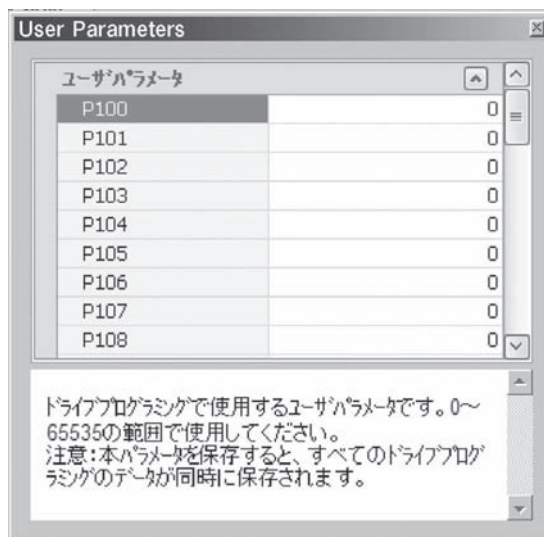 User Parameters
ﾕｰｻﾞﾊﾟﾗﾒｰﾀ
P100 0
P101 0
P102 0
P103 0
P104 0
P105 0
P106 0
P107 0
P108 0
ﾄﾞﾗｲﾌﾞﾌﾟﾛｸﾞﾗﾐﾝｸﾞで使用するﾕｰｻﾞﾊﾟﾗﾒｰﾀです。0～
65535の範囲で使用してください。
注意：本ﾊﾟﾗﾒｰﾀを保存すると、すべてのﾄﾞﾗｲﾌﾞﾌﾟﾛｸﾞ
ﾗﾐﾝｸﾞのﾃﾞｰﾀが同時に保存されます。